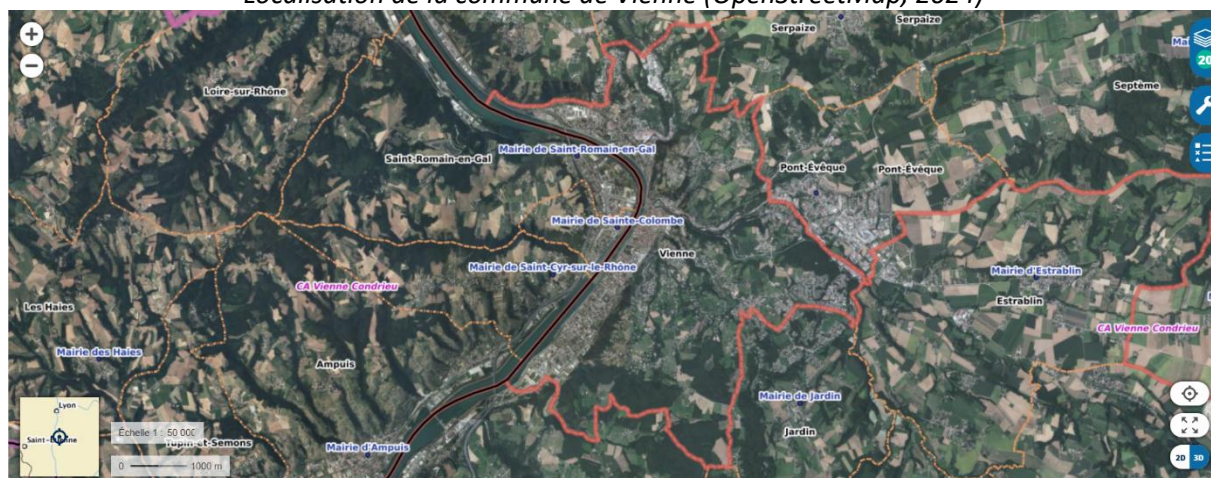 Localisation de la commune de Vienne (OpenStreetMap, 2024)
Serpaize
Serpaize
Loire-sur-Rhône
20
Septème
Mairie de Saint-Romain-en-Gal
Saint-Romain-en-Gal
Pont-Évêque
Pont-Évêque
Mairie de Sainte-Colombe
Vienne
Mairie de Saint-Cyr-sur-le-Rhône
Mairie d'Estrablin
CA Vienne Condrieu
Estrablin
Les Haies
CA Vienne Condrieu
Mairie des Haies
Ampuis
Mairie de Jardin
Lyon
Échelle 1 : 50 000
Jardin
Saint-Étienne
Tupin-et-Semons
Mairie d'Ampuis
0 1000 m
2D 3D